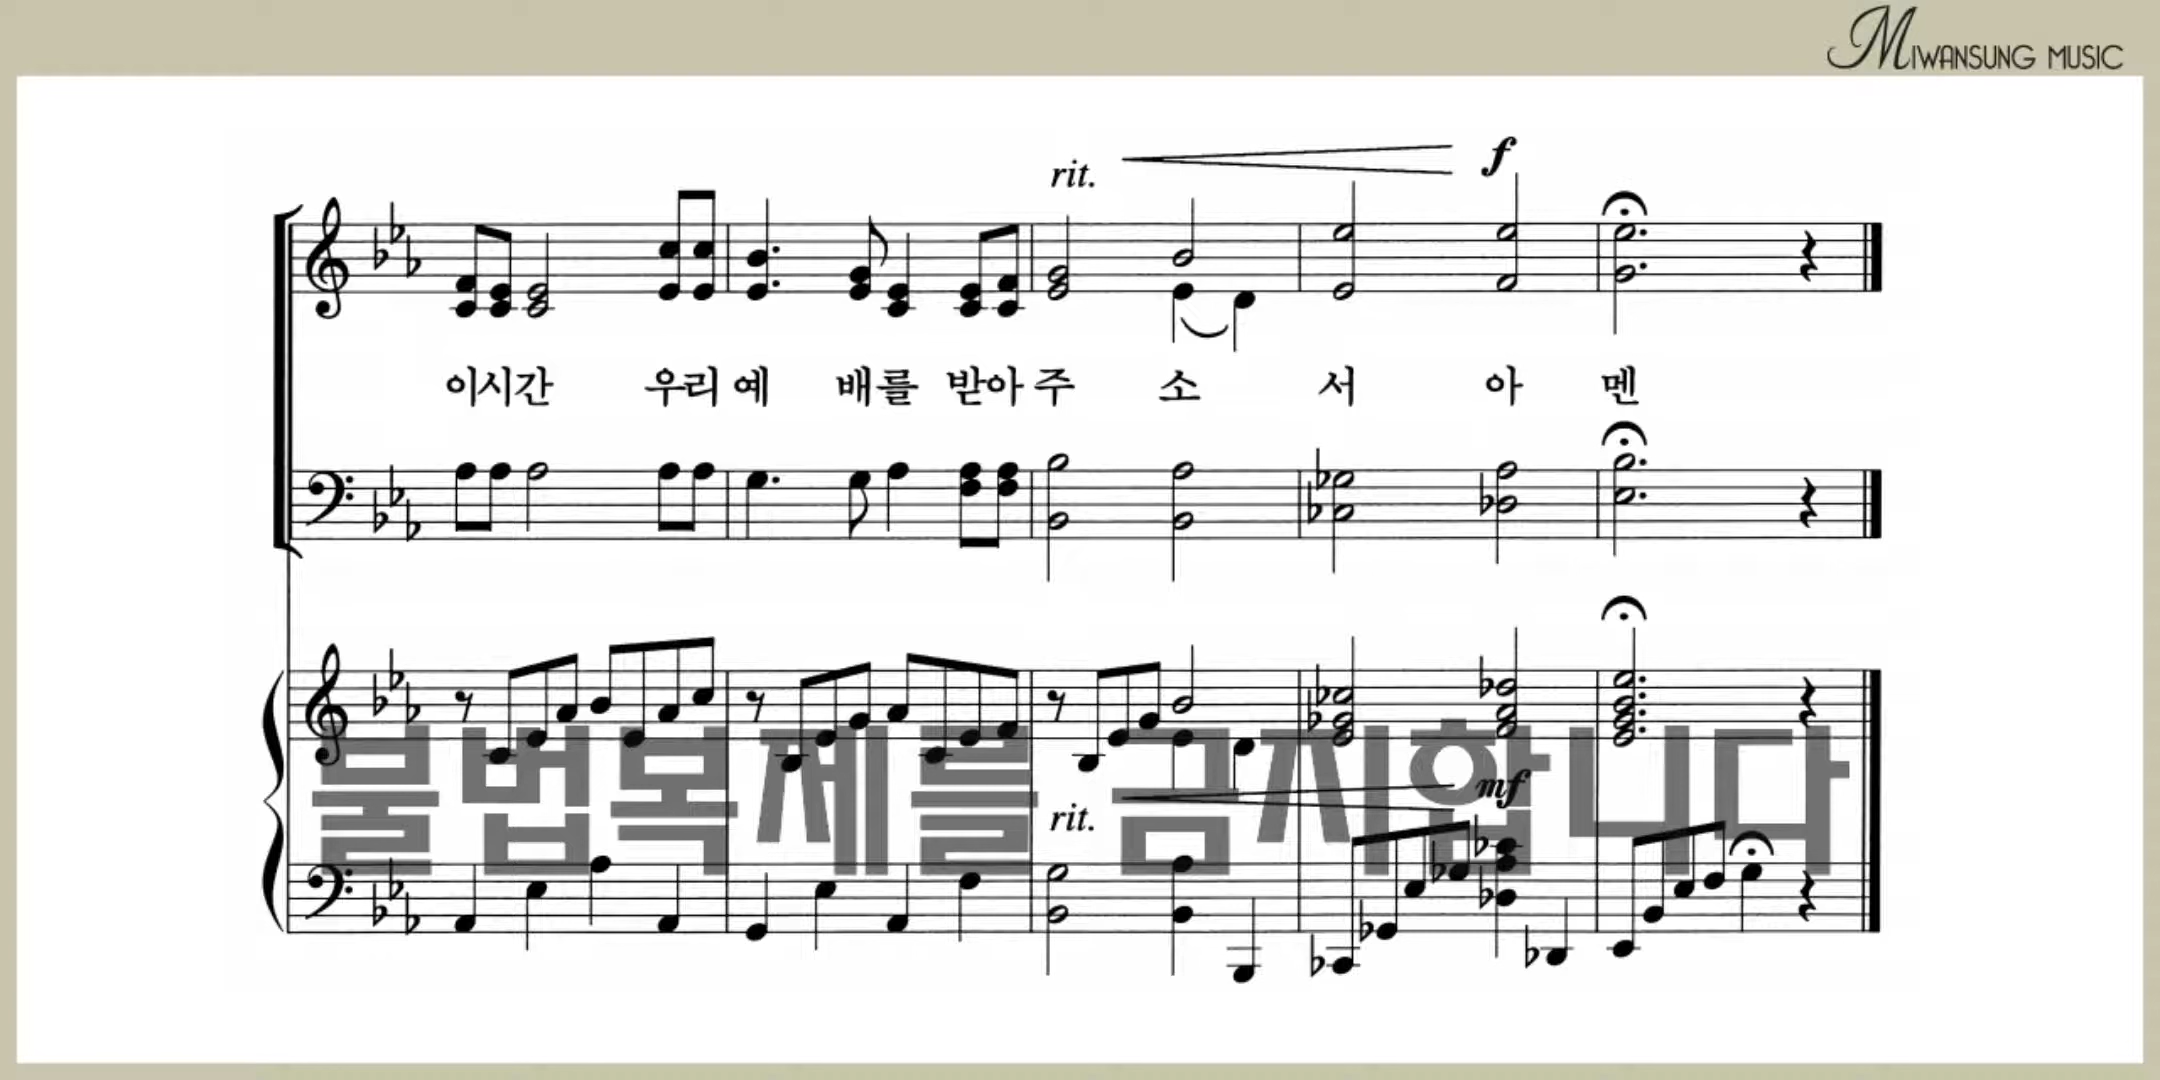 MIWANSUNG MUSIC
rit.
f
이시간 우리 예 배를 받아 주 소 서 아 멘
불법복제를 금지합니다
mf
rit.